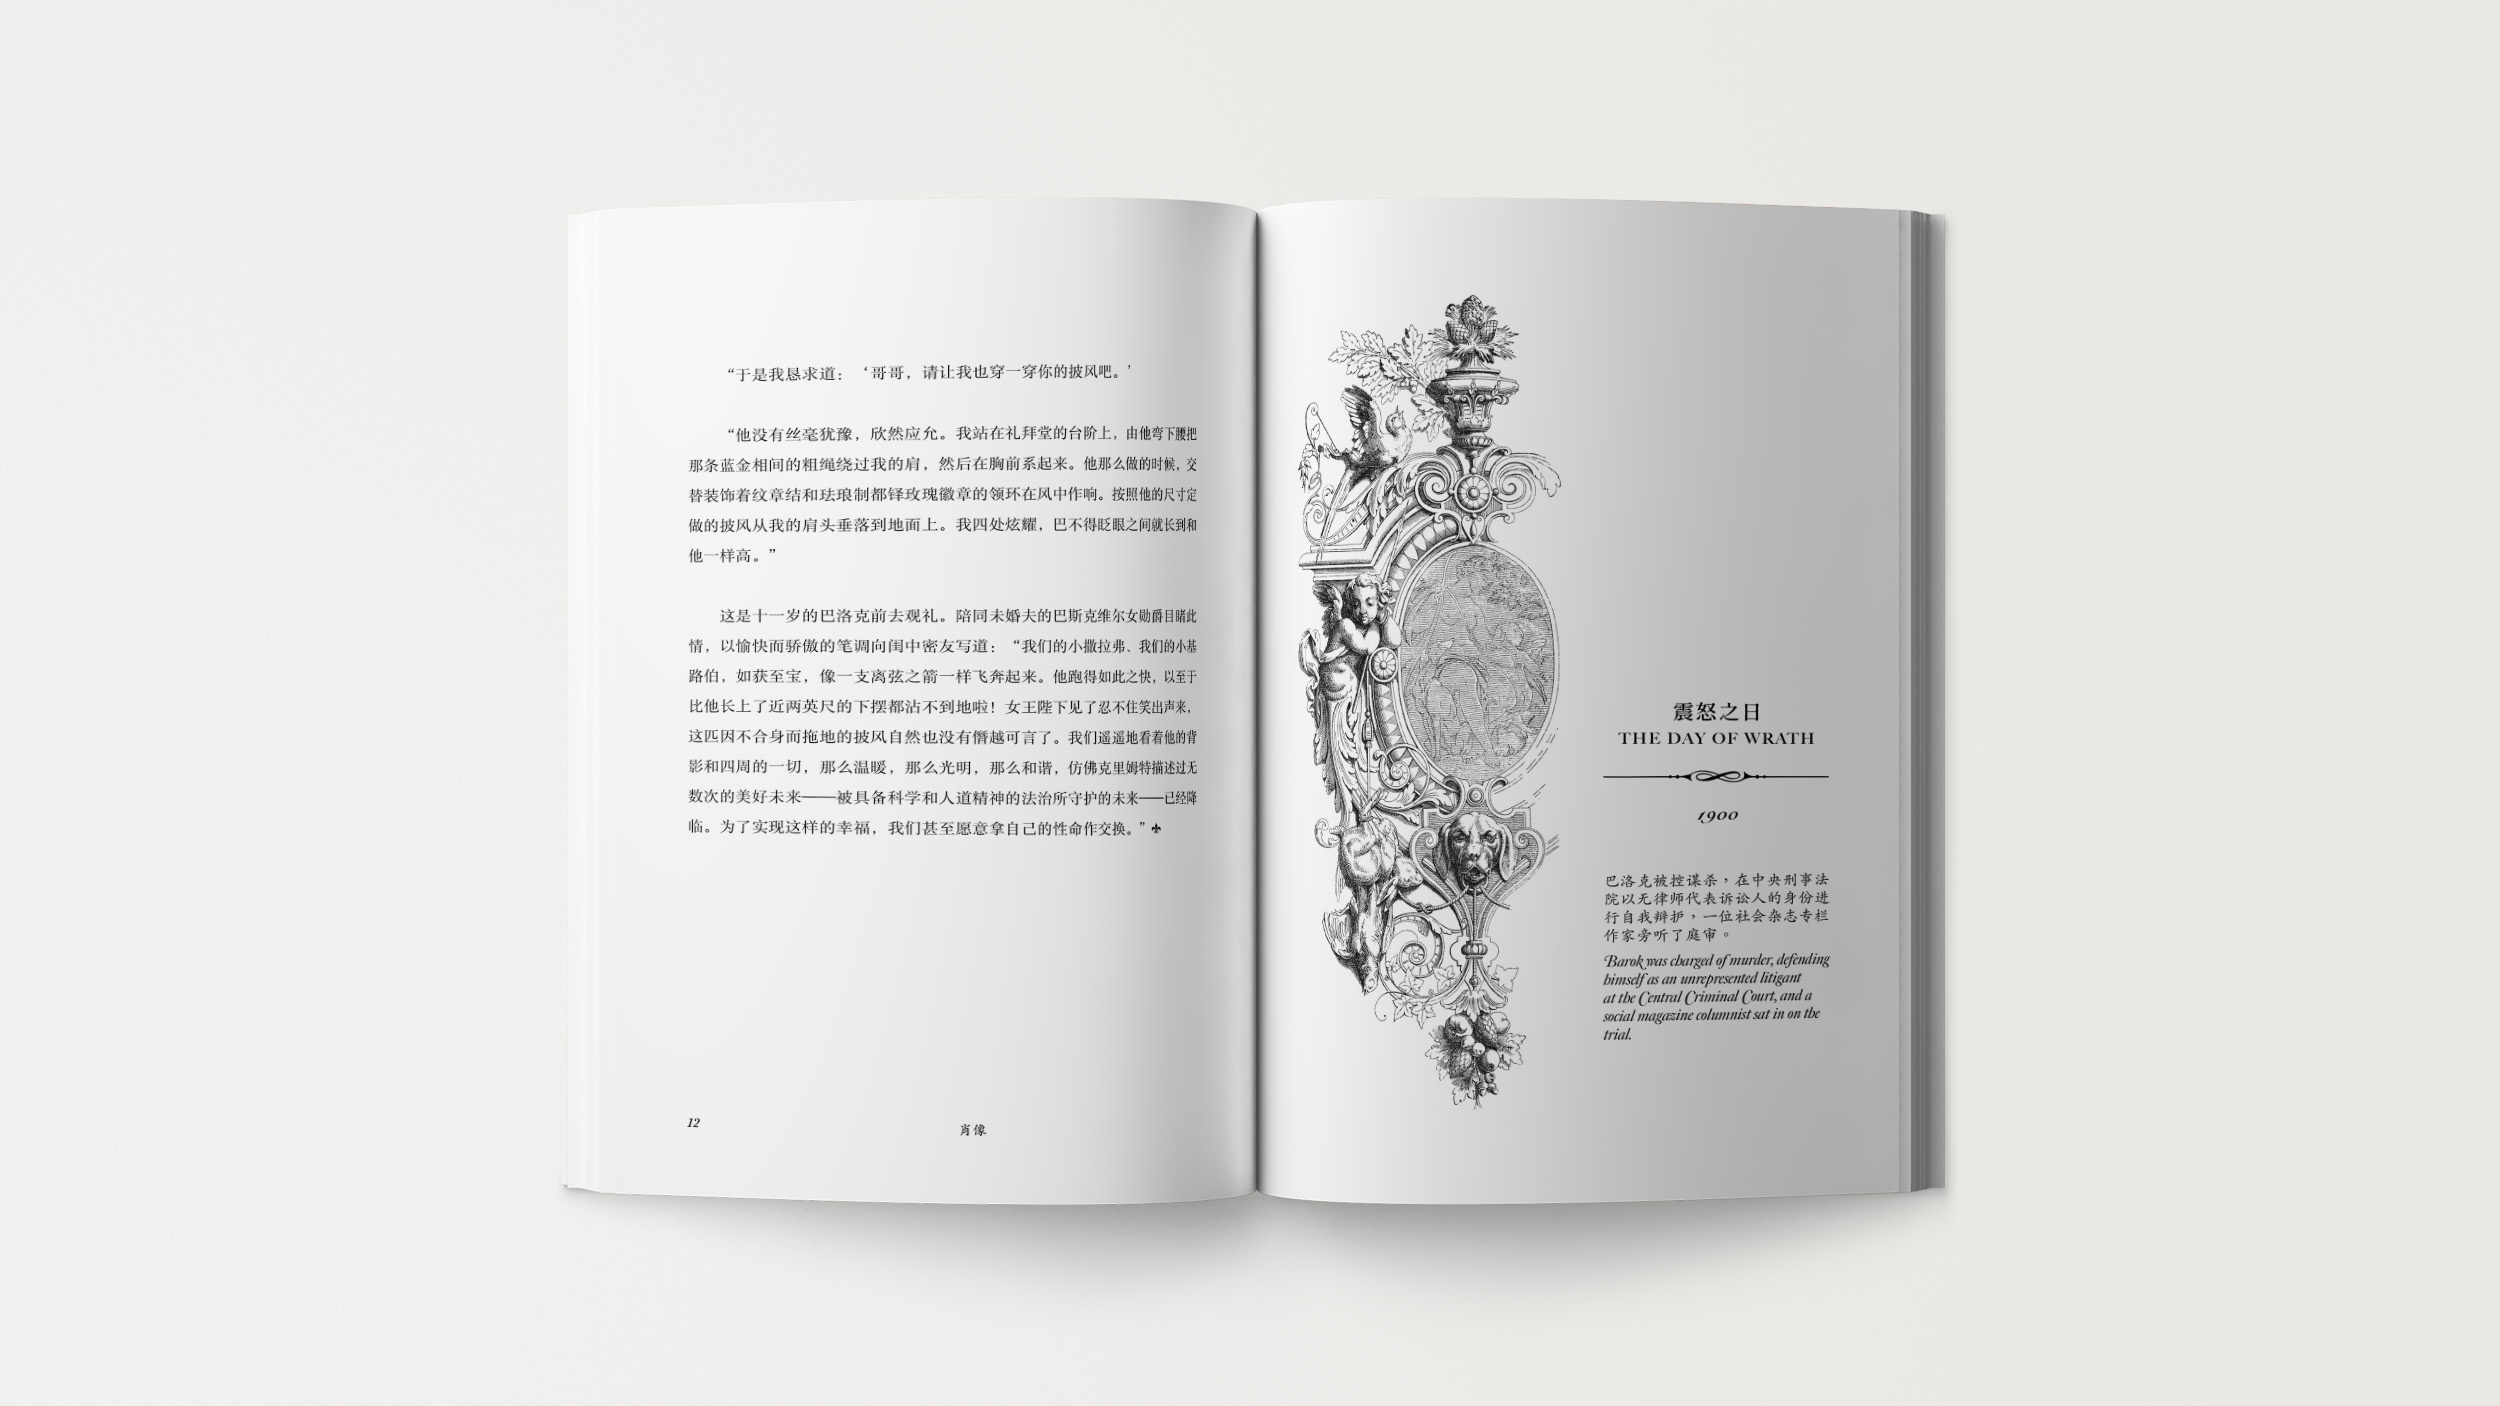 “于是我恳求道：‘哥哥，请让我也穿一穿你的披风吧。’
“他没有丝毫犹豫，欣然应允。我站在礼拜堂的台阶上，由他弯下腰把
那条蓝金相间的粗绳绕过我的肩，然后在胸前系起来。他那么做的时候，交
替装饰着纹章结和珐琅制都铎玫瑰徽章的领环在风中作响。按照他的尺寸定
做的披风从我的肩头垂落到地面上。我四处炫耀，巴不得眨眼之间就长到和
他一样高。”
这是十一岁的巴洛克前去观礼。陪同未婚夫的巴斯克维尔女勋爵目睹此
情，以愉快而骄傲的笔调向闺中密友写道：“我们的小撒拉弗、我们的小基
路伯，如获至宝，像一支离弦之箭一样飞奔起来。他跑得如此之快，以至于
比他长上了近两英尺的下摆都沾不到地啦！女王陛下见了忍不住笑出声来，
这匹因不合身而拖地的披风自然也没有僭越可言了。我们遥遥地看着他的背
影和四周的一切，那么温暖，那么光明，那么和谐，仿佛克里姆特描述过无
数次的美好未来——被具备科学和人道精神的法治所守护的未来——已经降
临。为了实现这样的幸福，我们甚至愿意拿自己的性命作交换。”
12
肖像
震怒之日
THE DAY OF WRATH
1900
巴洛克被控谋杀，在中央刑事法
院以无律师代表诉讼人的身份进
行自我辩护，一位社会杂志专栏
作家旁听了庭审。
Barok was charged of murder, defending
himself as an unrepresented litigant
at the Central Criminal Court, and a
social magazine columnist sat in on the
trial.